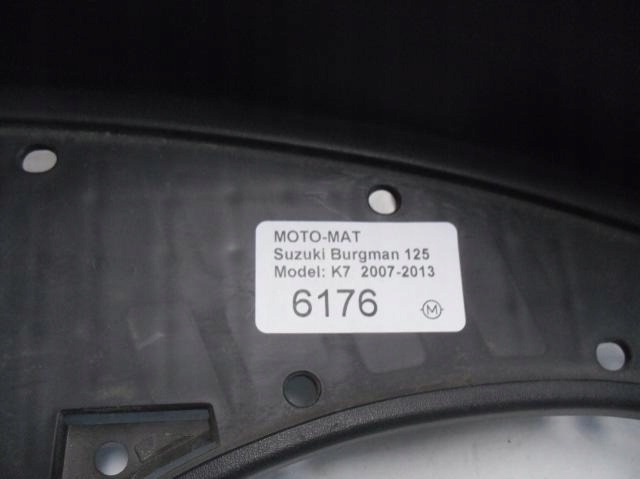 MOTO-MAT
Suzuki Burgman 125
Model: K7 2007-2013
6176 M